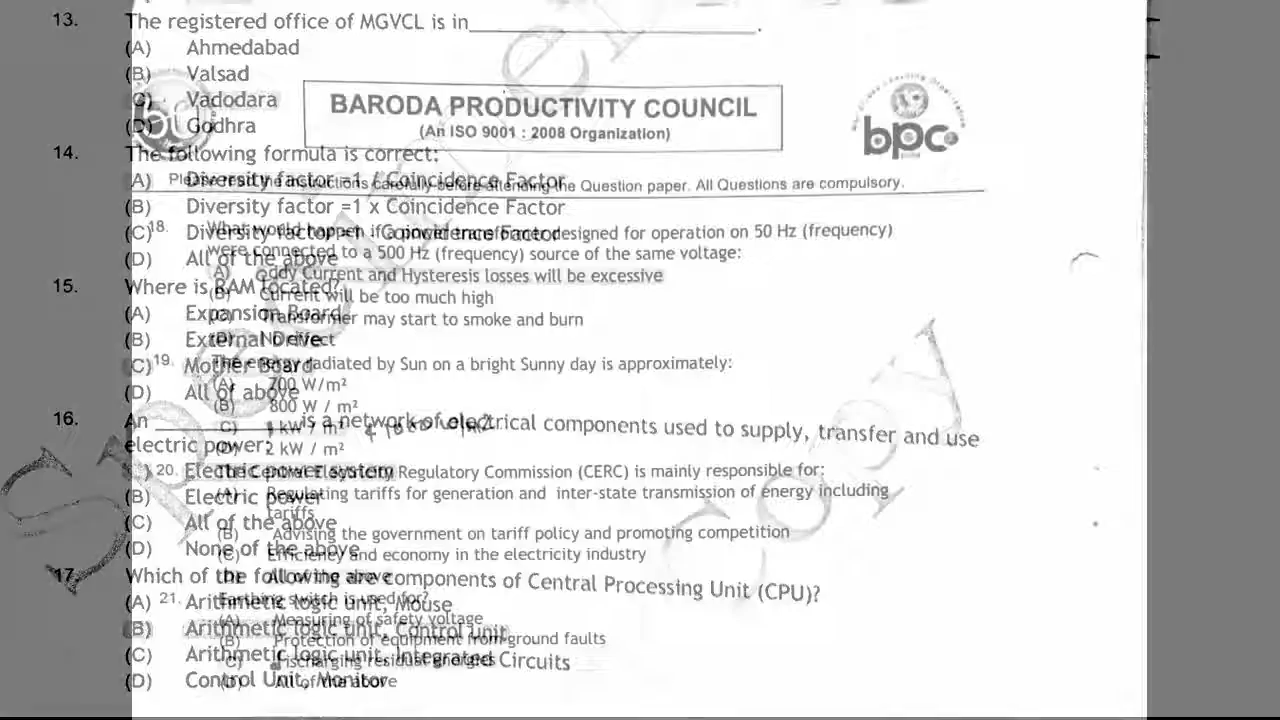 13. The registered office of MGVCL is in____________.
(A) Ahmedabad
(B) Valsad
(C) Vadodara
(D) Godhra
BARODA PRODUCTIVITY COUNCIL
(An ISO 9001 : 2008 Organization)
bpc
14. The following formula is correct:
Please read the instructions carefully before attending the Question paper. All Questions are compulsory.
(A) Diversity factor =1 / Coincidence Factor
(B) Diversity factor =1 x Coincidence Factor
(C) Diversity factor Coincidence Factor
(D) All of the above
18. What would happen if a power transformer designed for operation on 50 Hz (frequency)
were connected to a 500 Hz (frequency) source of the same voltage:
(A) eddy Current and Hysteresis losses will be excessive
(B) Current will be too much high
(C) Transformer may start to smoke and burn
(D) No effect
15. Where is RAM located?
(A) Expansion Board
(B) External Drive
(C) Mother Board
(D) All of above
19. The energy radiated by Sun on a bright Sunny day is approximately:
(A) 700 W/m²
(B) 800 W / m²
(C) 1 kW / m²
(D) 2 kW / m²
16. An ____________ is a network of electrical components used to supply, transfer and use
electric power:
Electric power system
(B) Electric power
(C) All of the above
(D) None of the above
20. The Central Electricity Regulatory Commission (CERC) is mainly responsible for:
(A) Regulating tariffs for generation and inter-state transmission of energy including
tariffs
(B) Advising the government on tariff policy and promoting competition
(C) Efficiency and economy in the electricity industry
(D) All of the above
17. Which of the following are components of Central Processing Unit (CPU)?
(A) Arithmetic logic unit, Mouse
(B) Arithmetic logic unit, Control unit
(C) Arithmetic logic unit, Integrated Circuits
(D) Control Unit, Monitor
21. Earthing switch is used for?
(A) Measuring of safety voltage
(B) Protection of equipment from ground faults
(C) Discharging residual energies
(D) All of the above
Specimen
Copy